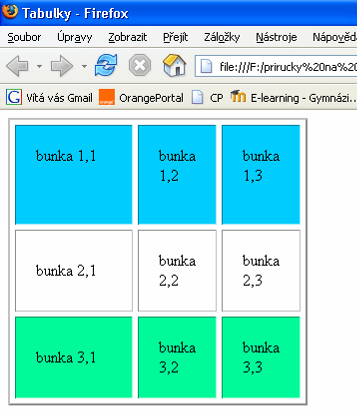 Tabulky - Firefox
Soubor Úpravy Zobrazit Přejít Záložky Nástroje Nápověd
file:///F:/prirucky%20na%20
Vítá vás Gmail OrangePortal CP E-learning - Gymnázi...
bunka 1,1 bunka 1,2 bunka 1,3
bunka 2,1 bunka 2,2 bunka 2,3
bunka 3,1 bunka 3,2 bunka 3,3